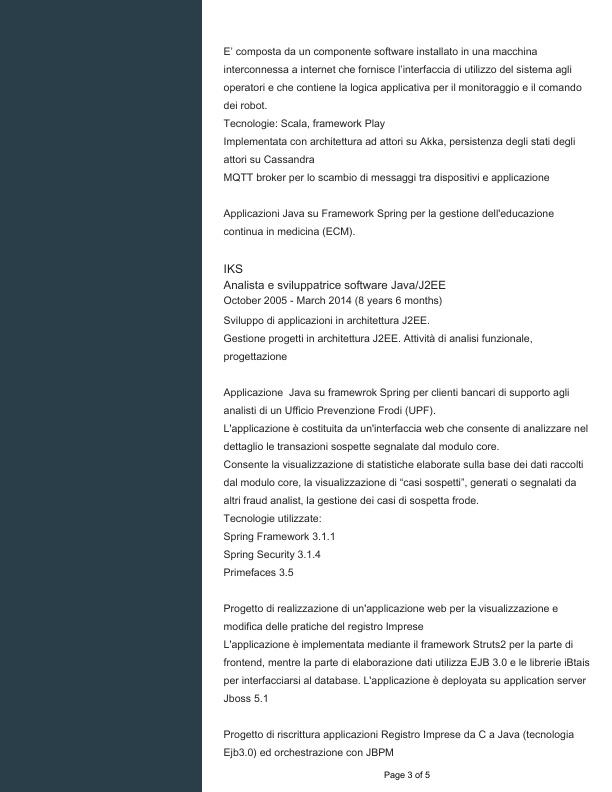 E' composta da un componente software installato in una macchina
interconnessa a internet che fornisce l'interfaccia di utilizzo del sistema agli
operatori e che contiene la logica applicativa per il monitoraggio e il comando
dei robot.
Tecnologie: Scala, framework Play
Implementata con architettura ad attori su Akka, persistenza degli stati degli
attori su Cassandra
MQTT broker per lo scambio di messaggi tra dispositivi e applicazione
Applicazioni Java su Framework Spring per la gestione dell'educazione
continua in medicina (ECM).
IKS
Analista e sviluppatrice software Java/J2EE
October 2005 - March 2014 (8 years 6 months)
Sviluppo di applicazioni in architettura J2EE.
Gestione progetti in architettura J2EE. Attività di analisi funzionale,
progettazione
Applicazione  Java su framewrok Spring per clienti bancari di supporto agli
analisti di un Ufficio Prevenzione Frodi (UPF).
L'applicazione è costituita da un'interfaccia web che consente di analizzare nel
dettaglio le transazioni sospette segnalate dal modulo core.
Consente la visualizzazione di statistiche elaborate sulla base dei dati raccolti
dal modulo core, la visualizzazione di “casi sospetti”, generati o segnalati da
altri fraud analist, la gestione dei casi di sospetta frode.
Tecnologie utilizzate:
Spring Framework 3.1.1
Spring Security 3.1.4
Primefaces 3.5
Progetto di realizzazione di un'applicazione web per la visualizzazione e
modifica delle pratiche del registro Imprese
L'applicazione è implementata mediante il framework Struts2 per la parte di
frontend, mentre la parte di elaborazione dati utilizza EJB 3.0 e le librerie iBtais
per interfacciarsi al database. L'applicazione è deployata su application server
Jboss 5.1
Progetto di riscrittura applicazioni Registro Imprese da C a Java (tecnologia
Ejb3.0) ed orchestrazione con JBPM
Page 3 of 5